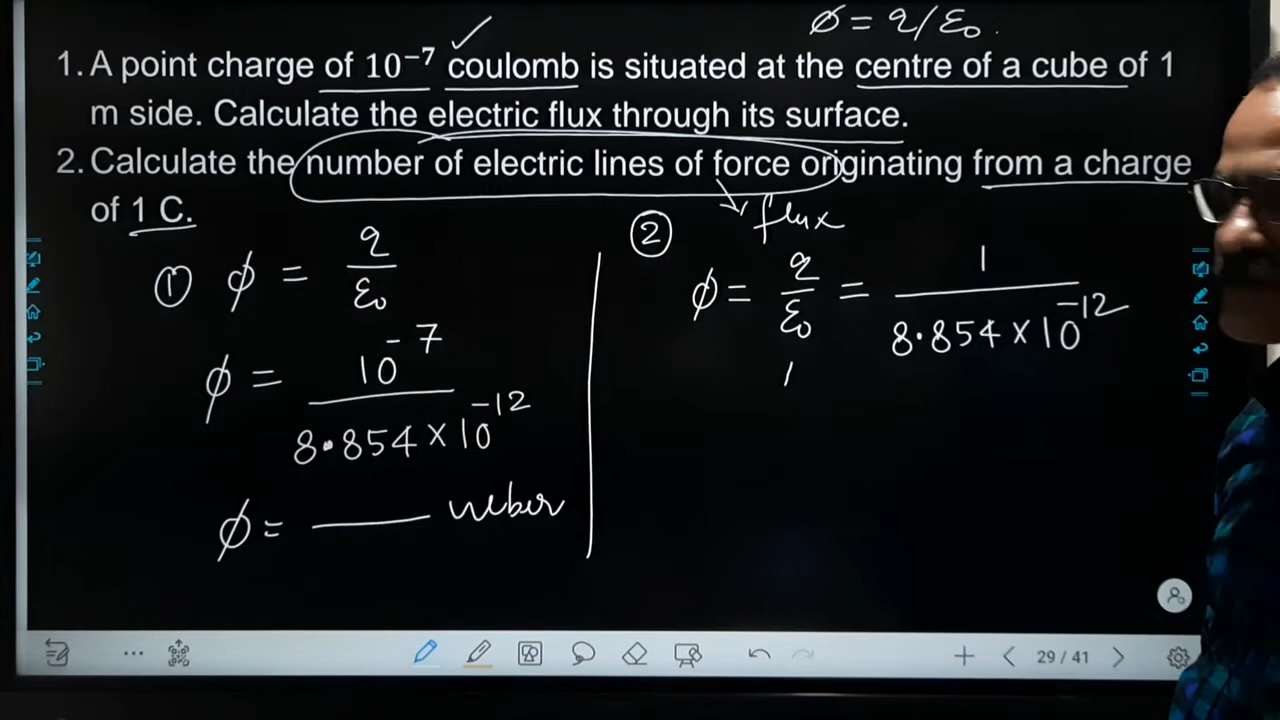 ϕ = q/ε₀.
1. A point charge of 10⁻⁷ coulomb is situated at the centre of a cube of 1
m side. Calculate the electric flux through its surface.
2. Calculate the number of electric lines of force originating from a charge
of 1 C.
flux
① ϕ = q/ε₀
ϕ = 10⁻⁷/8.854 × 10⁻¹²
ϕ = ____ weber
②
ϕ = q/ε₀ = 1/8.854 × 10⁻¹²
29 / 41